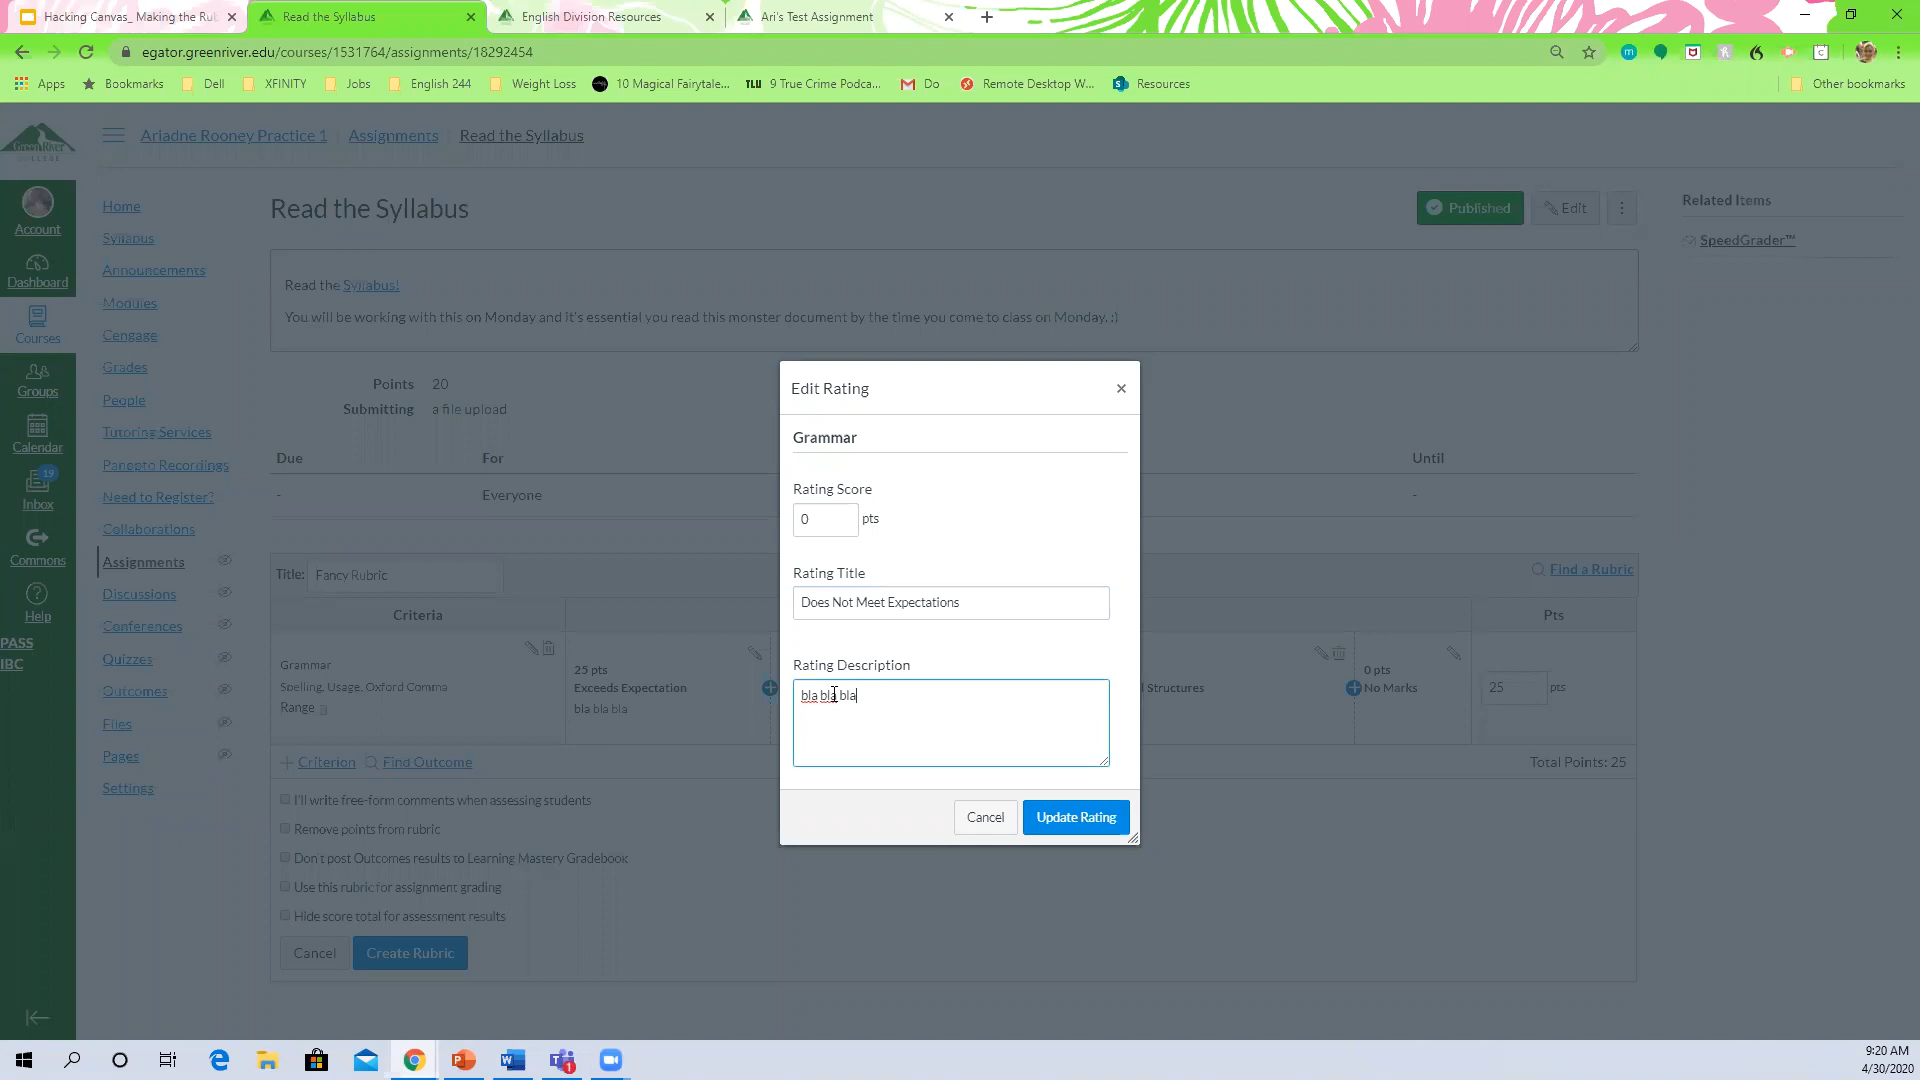 Hacking Canvas_ Making the Ru
Read the Syllabus
English Division Resources
Ari's Test Assignment
egator.greenriver.edu/courses/1531764/assignments/18292454
Apps
Bookmarks
Dell
XFINITY
Jobs
English 244
Weight Loss
10 Magical Fairytale...
TLU 9 True Crime Podca...
Do
Remote Desktop W...
Resources
Other bookmarks
Green River
COLLEGE
Ariadne Rooney Practice 1
Assignments
Read the Syllabus
Account
Dashboard
Courses
Groups
Calendar
19
Inbox
Commons
Help
PASS
IBC
Home
Syllabus
Announcements
Modules
Cengage
Grades
People
Tutoring Services
Panopto Recordings
Need to Register?
Collaborations
Assignments
Discussions
Conferences
Quizzes
Outcomes
Files
Pages
Settings
Read the Syllabus
Published
Edit
Related Items
SpeedGrader™
Read the Syllabus!
You will be working with this on Monday and it's essential you read this monster document by the time you come to class on Monday. :)
Points 20
Submitting a file upload
Due For Until
- Everyone -
Title: Fancy Rubric
Find a Rubric
Criteria
Pts
Grammar
Spelling, Usage, Oxford Comma
Range
25 pts
Exceeds Expectation
bla bla bla
l Structures
0 pts
No Marks
25 pts
Criterion
Find Outcome
Total Points: 25
I'll write free-form comments when assessing students
Remove points from rubric
Don't post Outcomes results to Learning Mastery Gradebook
Use this rubric for assignment grading
Hide score total for assessment results
Cancel
Create Rubric
Edit Rating
Grammar
Rating Score
0 pts
Rating Title
Does Not Meet Expectations
Rating Description
bla bla bla
Cancel
Update Rating
9:20 AM
4/30/2020